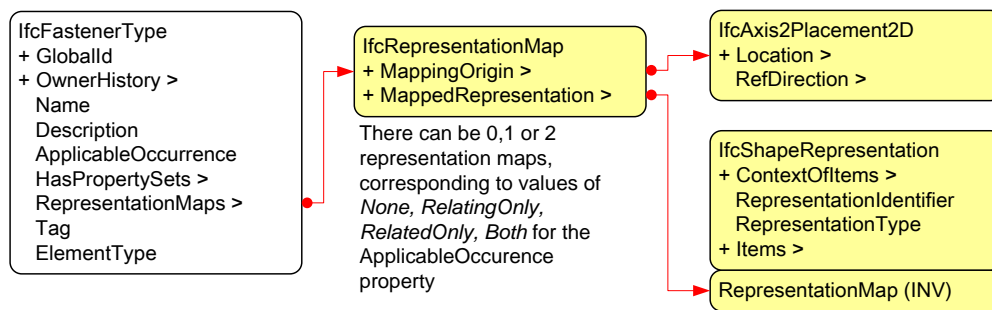 IfcFastenerType
+ GlobalId
+ OwnerHistory >
Name
Description
ApplicableOccurrence
HasPropertySets >
RepresentationMaps >
Tag
ElementType
IfcRepresentationMap
+ MappingOrigin >
+ MappedRepresentation >
There can be 0,1 or 2
representation maps,
corresponding to values of
None, RelatingOnly,
RelatedOnly, Both for the
ApplicableOccurence
property
IfcAxis2Placement2D
+ Location >
RefDirection >
IfcShapeRepresentation
+ ContextOfItems >
RepresentationIdentifier
RepresentationType
+ Items >
RepresentationMap (INV)